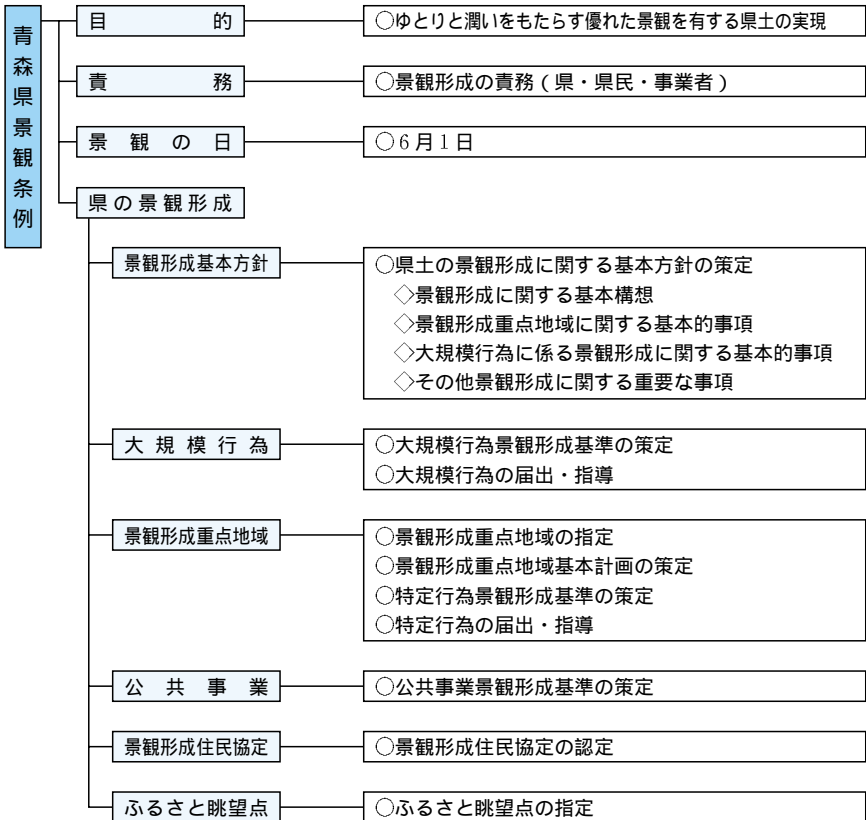 青森県景観条例
目的
○ゆとりと潤いをもたらす優れた景観を有する県土の実現
責務
○景観形成の責務(県・県民・事業者)
景観の日
○6月1日
県の景観形成
景観形成基本方針
○県土の景観形成に関する基本方針の策定
◇景観形成に関する基本構想
◇景観形成重点地域に関する基本的事項
◇大規模行為に係る景観形成に関する基本的事項
◇その他景観形成に関する重要な事項
大規模行為
○大規模行為景観形成基準の策定
○大規模行為の届出・指導
景観形成重点地域
○景観形成重点地域の指定
○景観形成重点地域基本計画の策定
○特定行為景観形成基準の策定
○特定行為の届出・指導
公共事業
○公共事業景観形成基準の策定
景観形成住民協定
○景観形成住民協定の認定
ふるさと眺望点
○ふるさと眺望点の指定